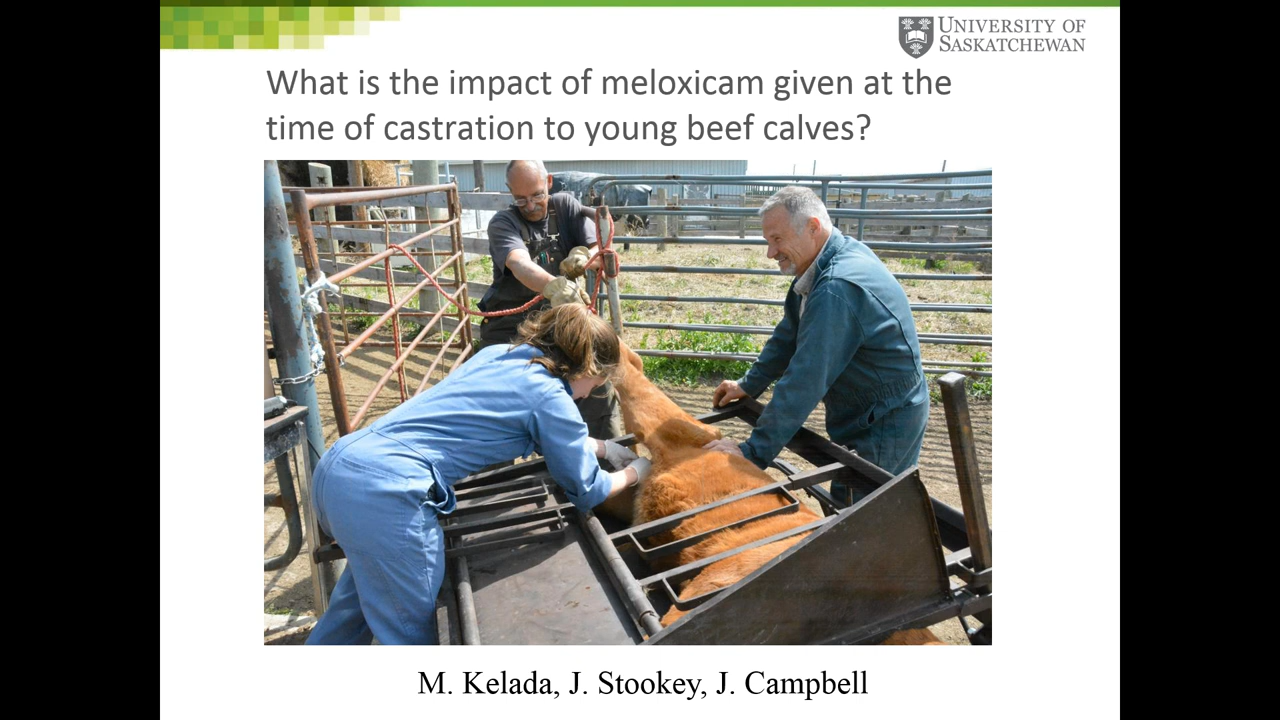 UNIVERSITY OF
SASKATCHEWAN
What is the impact of meloxicam given at the
time of castration to young beef calves?
M. Kelada, J. Stookey, J. Campbell